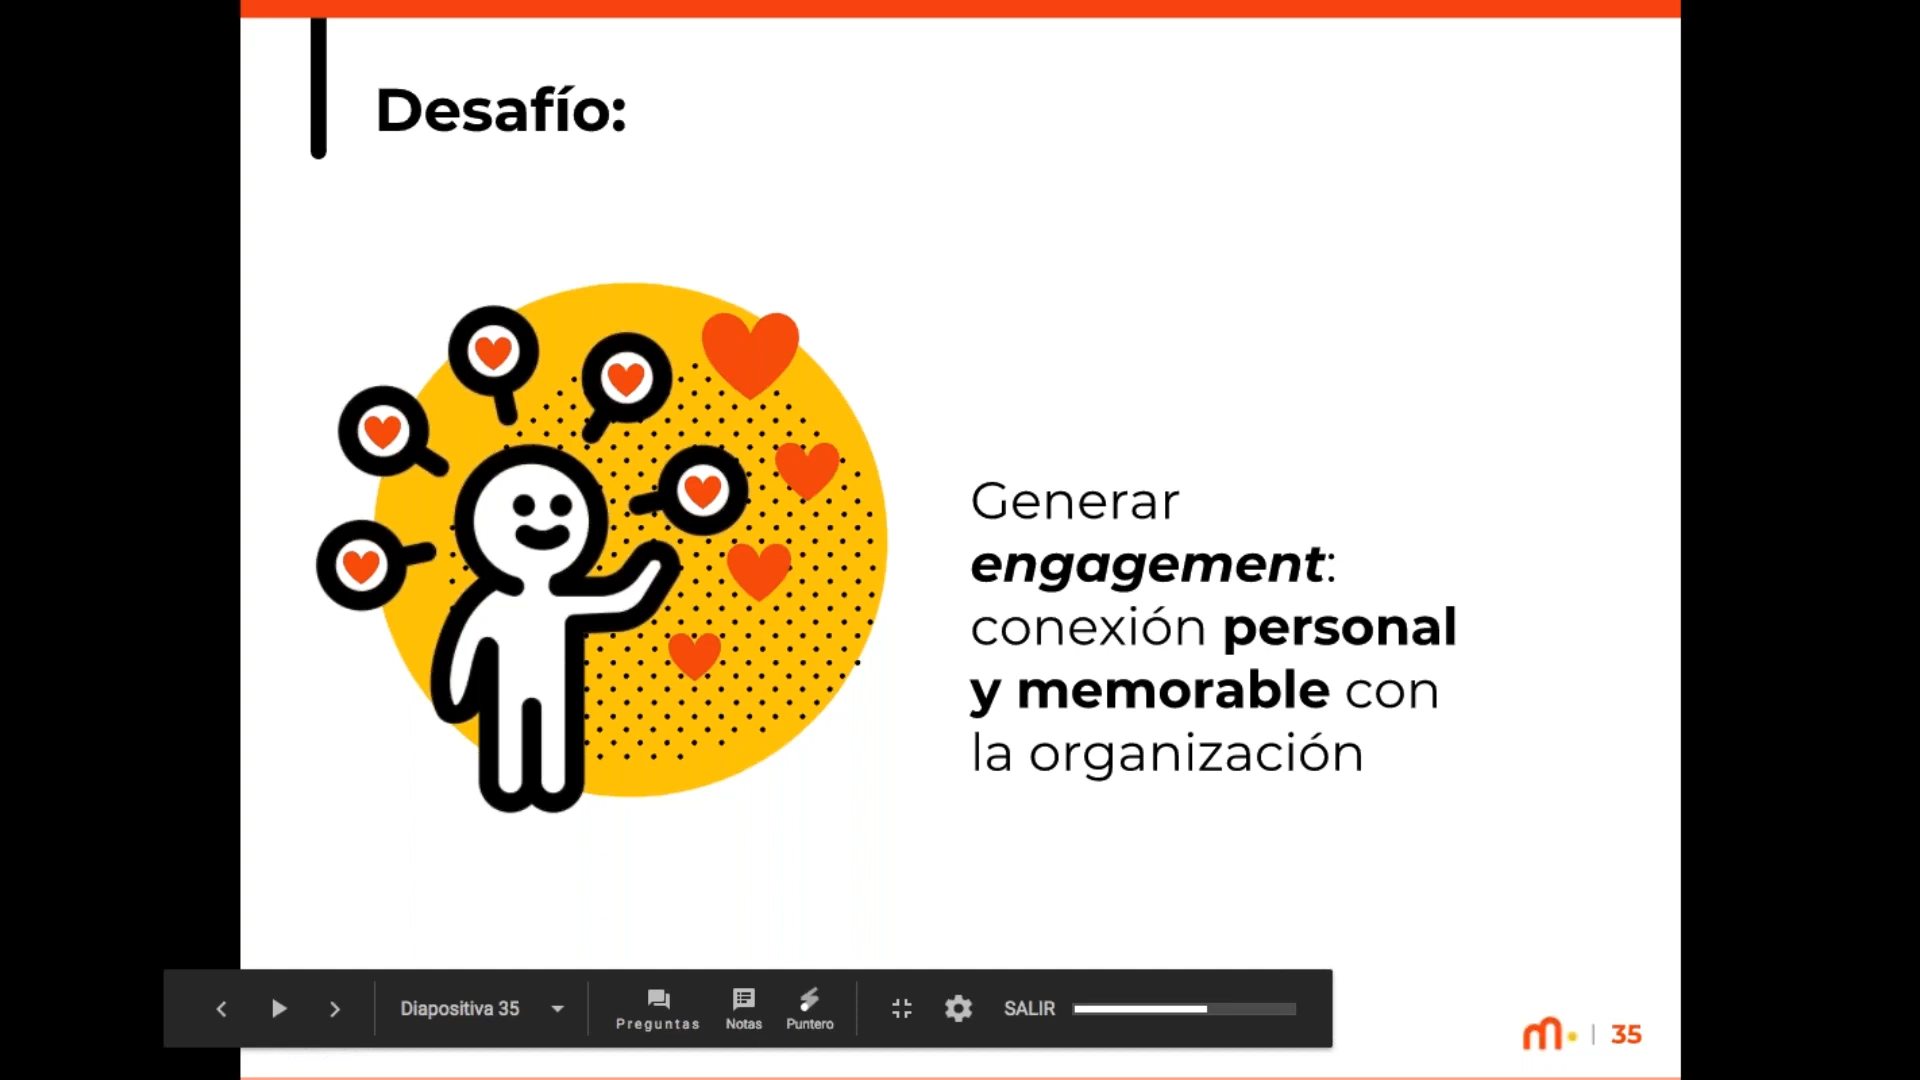 Desafío:
Generar
engagement:
conexión personal
y memorable con
la organización
Diapositiva 35
Preguntas
Notas
Puntero
SALIR
m.
35